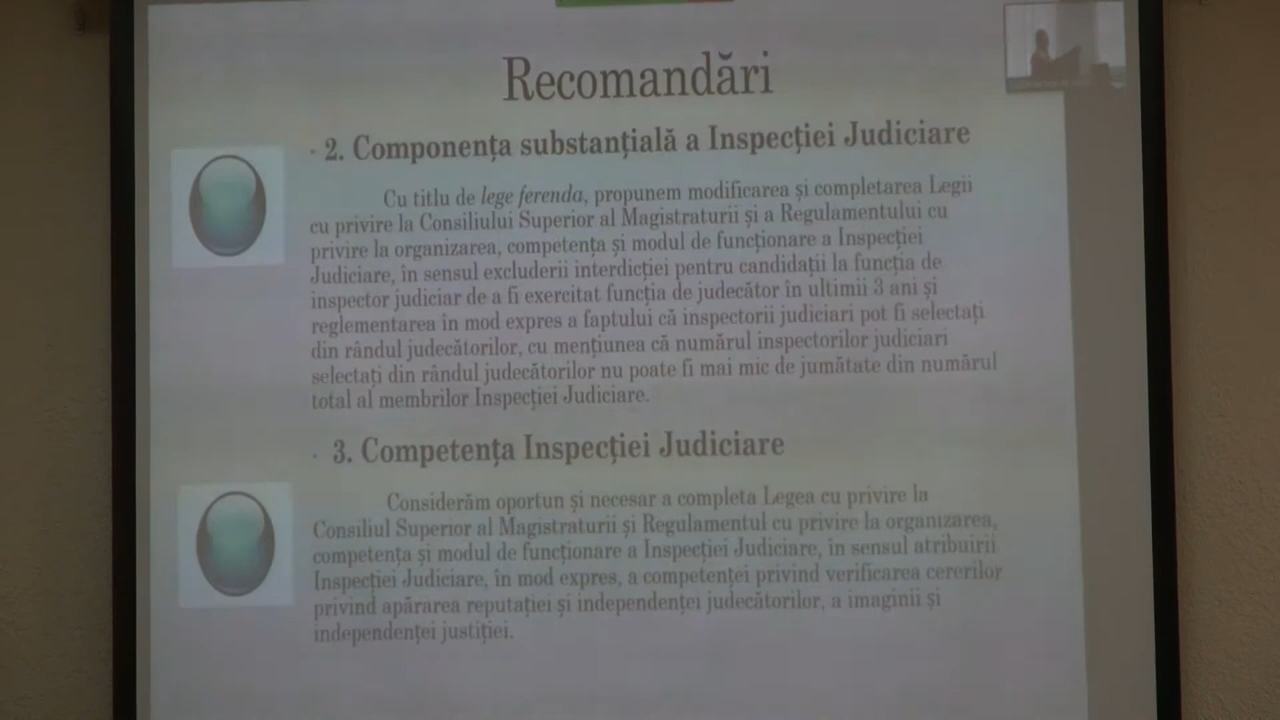 Recomandări
- 2. Componența substanțială a Inspecției Judiciare
Cu titlu de lege ferenda, propunem modificarea și completarea Legii
cu privire la Consiliului Superior al Magistraturii și a Regulamentului cu
privire la organizarea, competența și modul de funcționare a Inspecției
Judiciare, în sensul excluderii interdicției pentru candidații la funcția de
inspector judiciar de a fi exercitat funcția de judecător în ultimii 3 ani și
reglementarea în mod expres a faptului că inspectorii judiciari pot fi selectați
din rândul judecătorilor, cu mențiunea că numărul inspectorilor judiciari
selectați din rândul judecătorilor nu poate fi mai mic de jumătate din numărul
total al membrilor Inspecției Judiciare.
- 3. Competența Inspecției Judiciare
Considerăm oportun și necesar a completa Legea cu privire la
Consiliul Superior al Magistraturii și Regulamentul cu privire la organizarea,
competența și modul de funcționare a Inspecției Judiciare, în sensul atribuirii
Inspecției Judiciare, în mod expres, a competenței privind verificarea cererilor
privind apărarea reputației și independenței judecătorilor, a imaginii și
independenței justiției.